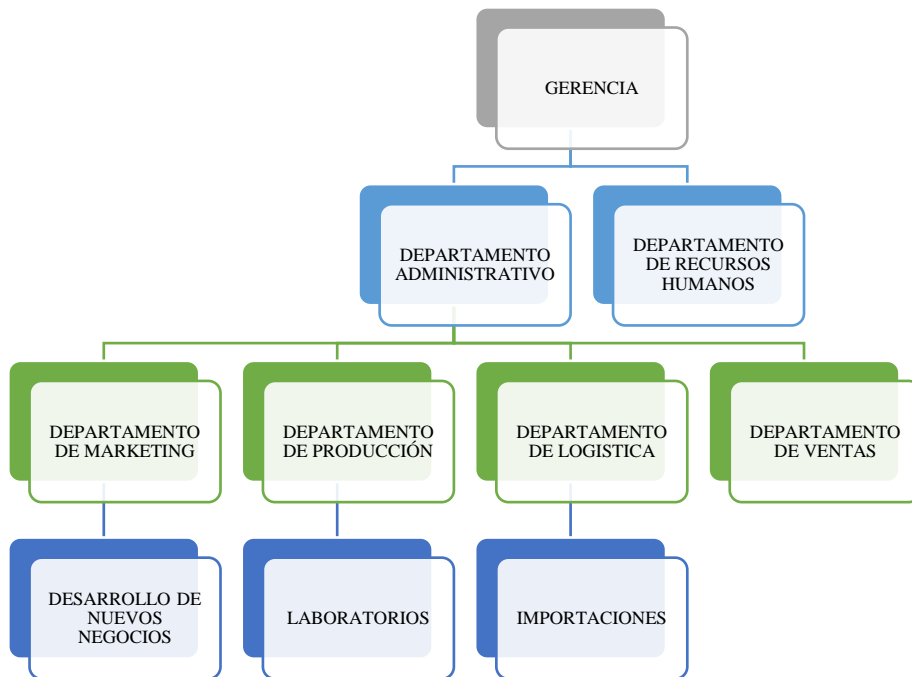 GERENCIA
DEPARTAMENTO
ADMINISTRATIVO
DEPARTAMENTO
DE RECURSOS
HUMANOS
DEPARTAMENTO
DE MARKETING
DEPARTAMENTO
DE PRODUCCIÓN
DEPARTAMENTO
DE LOGISTICA
DEPARTAMENTO
DE VENTAS
DESARROLLO DE
NUEVOS
NEGOCIOS
LABORATORIOS
IMPORTACIONES